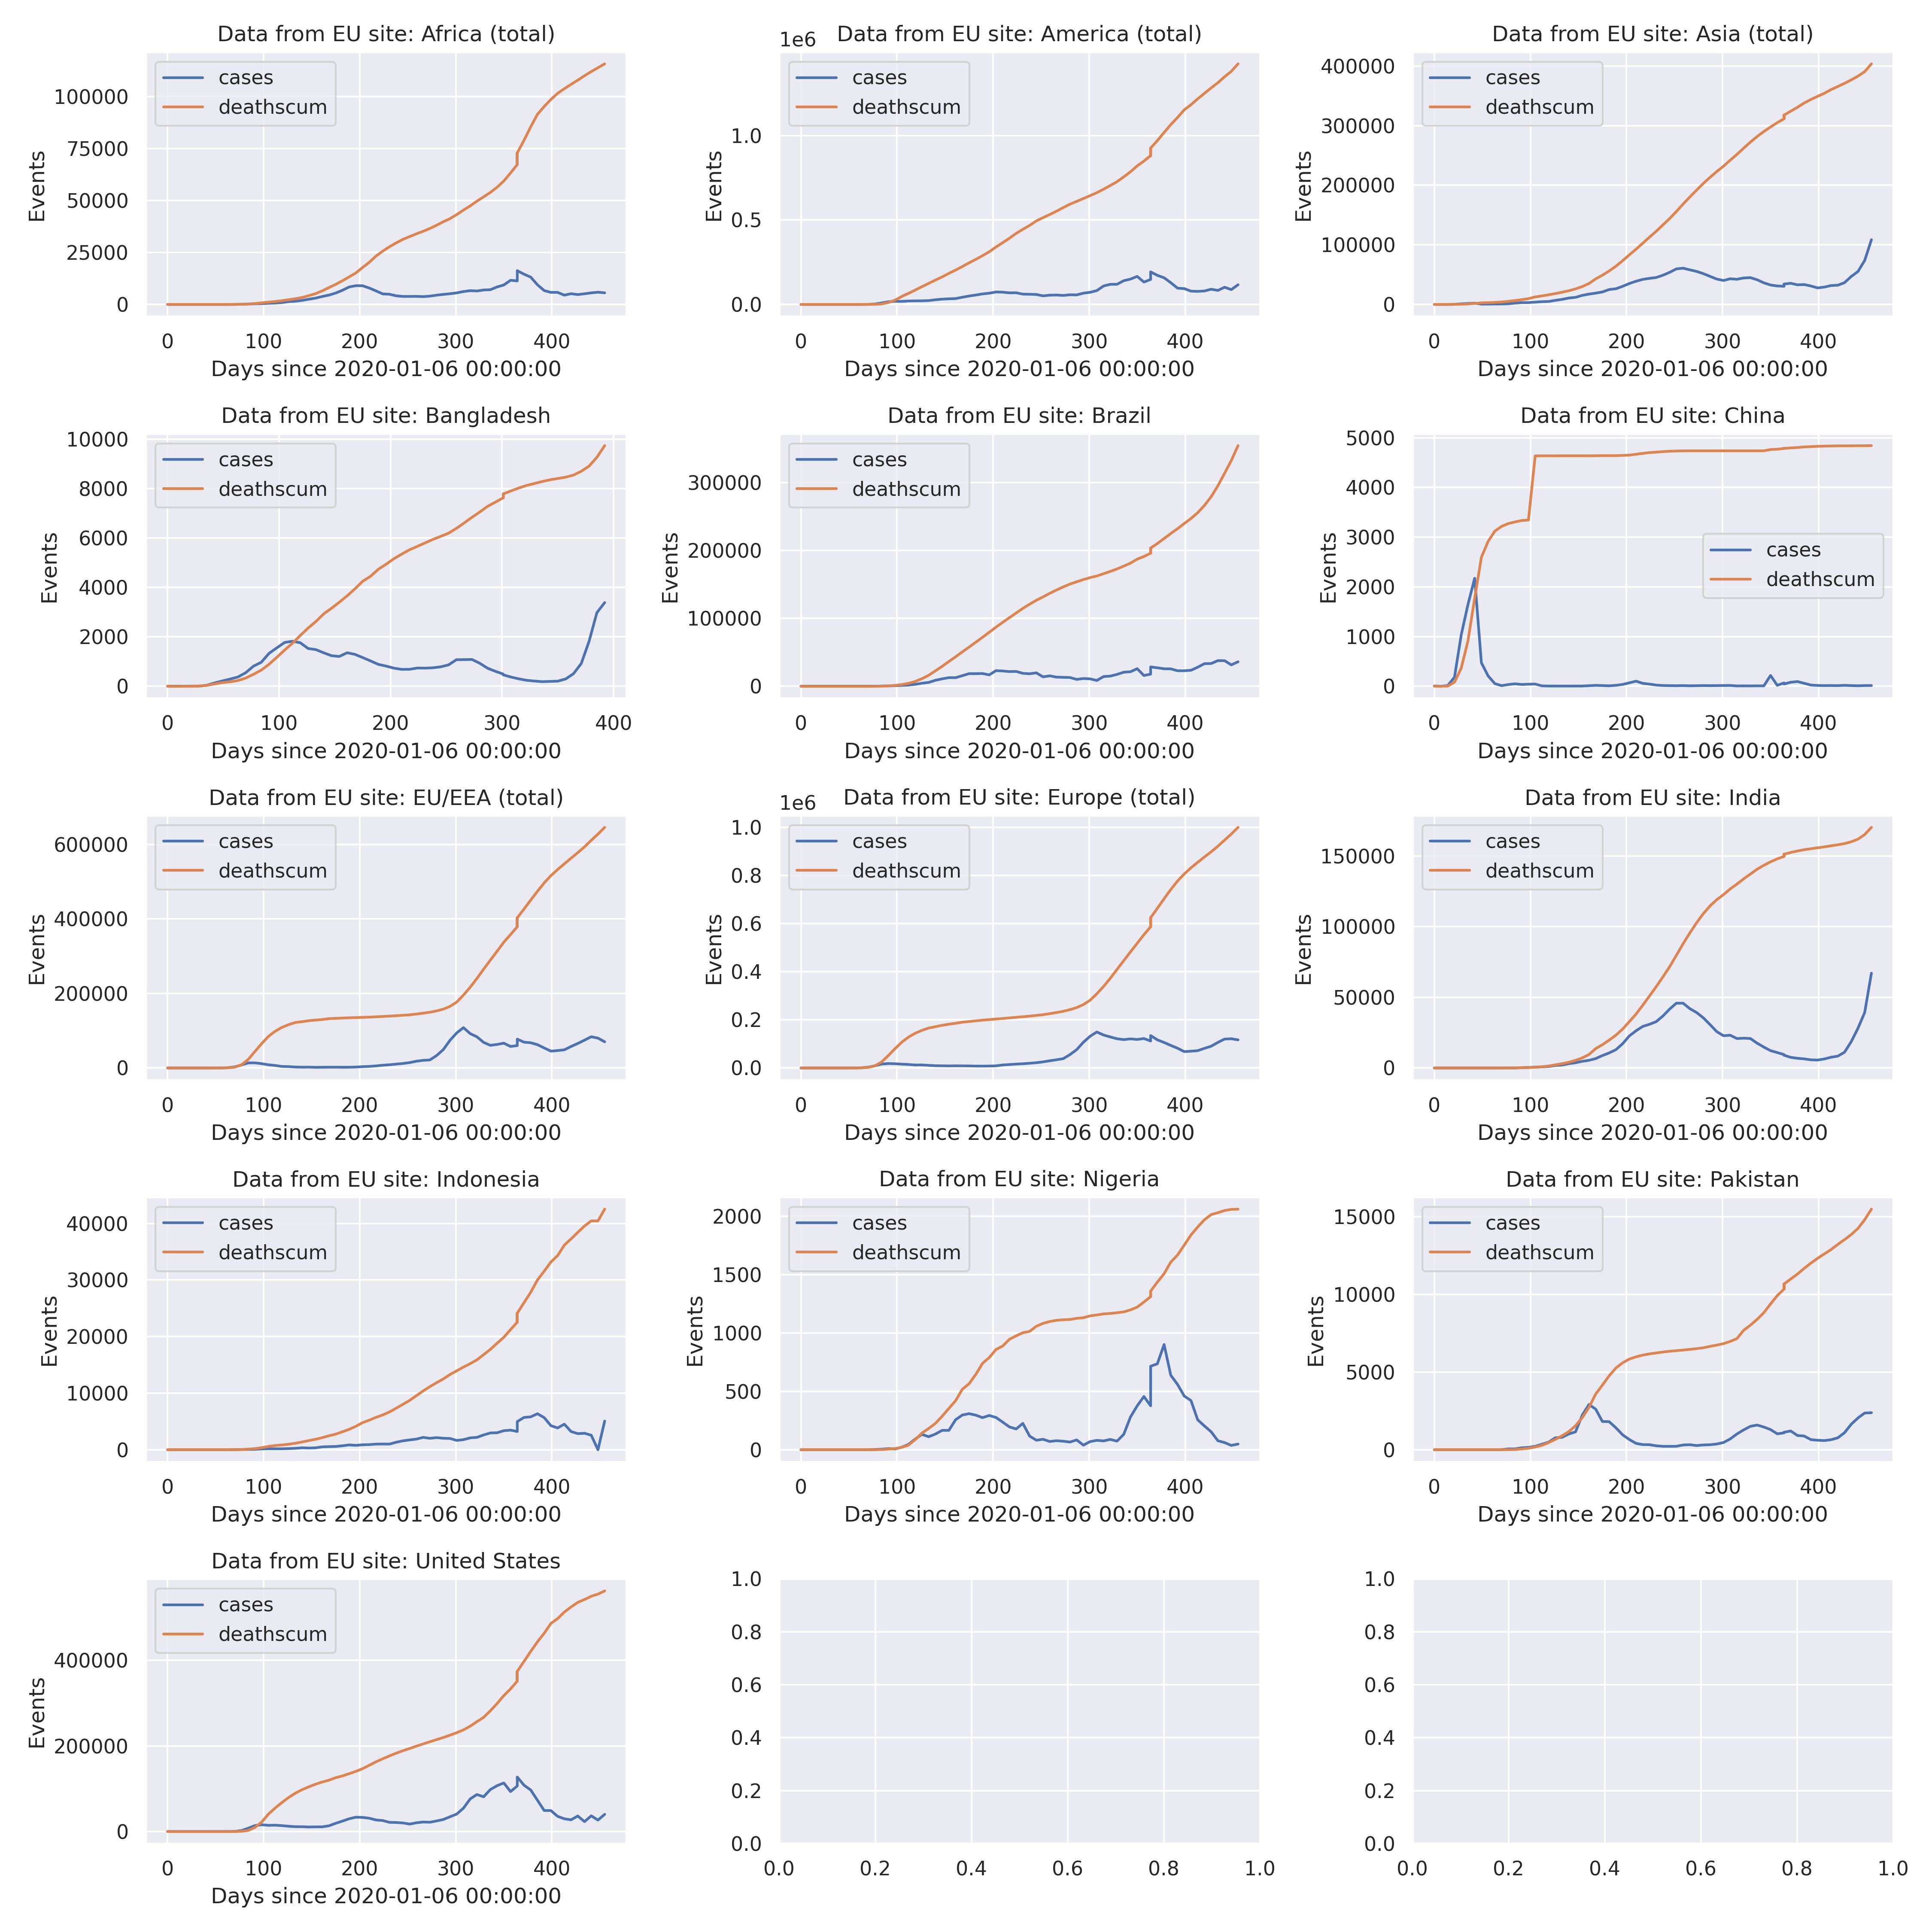 Data from EU site: Africa (total)
cases
deathscum
Events
100000
75000
50000
25000
0
0 100 200 300 400
Days since 2020-01-06 00:00:00
1e6
Data from EU site: America (total)
cases
deathscum
Events
1.0
0.5
0.0
0 100 200 300 400
Days since 2020-01-06 00:00:00
Data from EU site: Asia (total)
cases
deathscum
Events
400000
300000
200000
100000
0
0 100 200 300 400
Days since 2020-01-06 00:00:00
Data from EU site: Bangladesh
cases
deathscum
Events
10000
8000
6000
4000
2000
0
0 100 200 300 400
Days since 2020-01-06 00:00:00
Data from EU site: Brazil
cases
deathscum
Events
300000
200000
100000
0
0 100 200 300 400
Days since 2020-01-06 00:00:00
Data from EU site: China
cases
deathscum
Events
5000
4000
3000
2000
1000
0
0 100 200 300 400
Days since 2020-01-06 00:00:00
Data from EU site: EU/EEA (total)
cases
deathscum
Events
600000
400000
200000
0
0 100 200 300 400
Days since 2020-01-06 00:00:00
1e6
Data from EU site: Europe (total)
cases
deathscum
Events
1.0
0.8
0.6
0.4
0.2
0.0
0 100 200 300 400
Days since 2020-01-06 00:00:00
Data from EU site: India
cases
deathscum
Events
150000
100000
50000
0
0 100 200 300 400
Days since 2020-01-06 00:00:00
Data from EU site: Indonesia
cases
deathscum
Events
40000
30000
20000
10000
0
0 100 200 300 400
Days since 2020-01-06 00:00:00
Data from EU site: Nigeria
cases
deathscum
Events
2000
1500
1000
500
0
0 100 200 300 400
Days since 2020-01-06 00:00:00
Data from EU site: Pakistan
cases
deathscum
Events
15000
10000
5000
0
0 100 200 300 400
Days since 2020-01-06 00:00:00
Data from EU site: United States
cases
deathscum
Events
400000
200000
0
0 100 200 300 400
Days since 2020-01-06 00:00:00
1.0
0.8
0.6
0.4
0.2
0.0
0.0 0.2 0.4 0.6 0.8 1.0
1.0
0.8
0.6
0.4
0.2
0.0
0.0 0.2 0.4 0.6 0.8 1.0